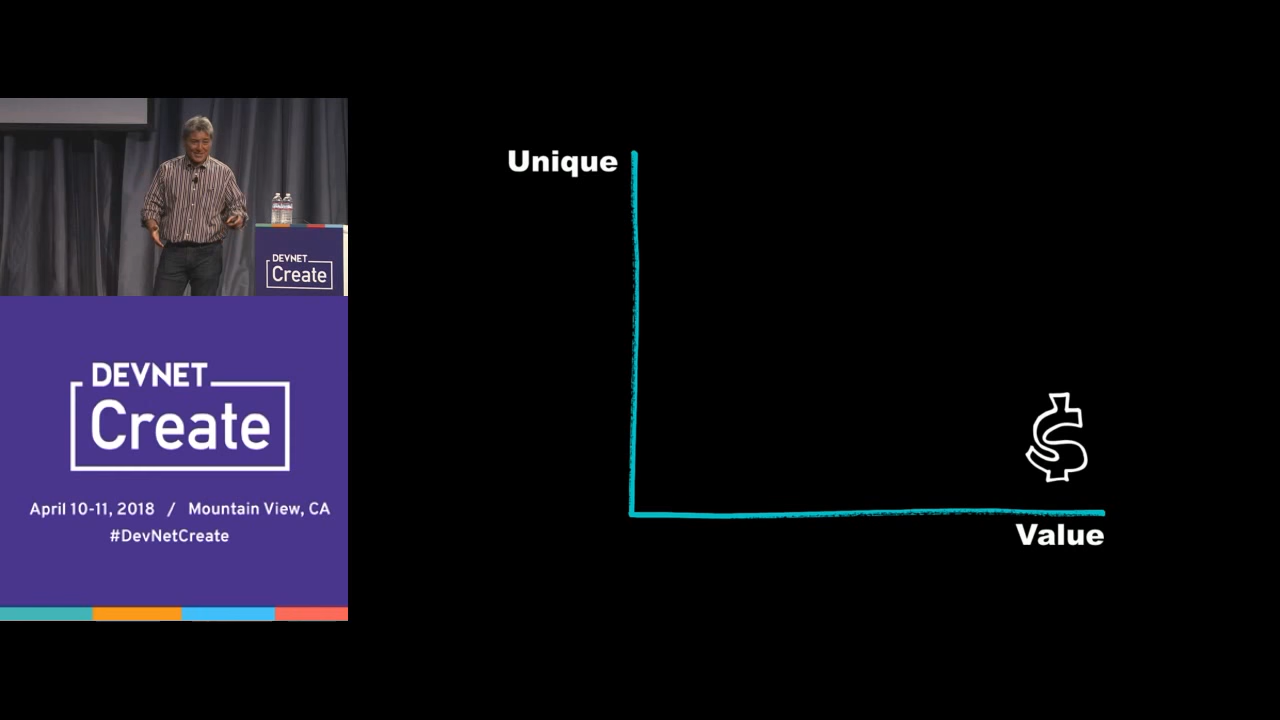 DEVNET
Create
DEVNET
Create
April 10-11, 2018 / Mountain View, CA
#DevNetCreate
Unique
$
Value